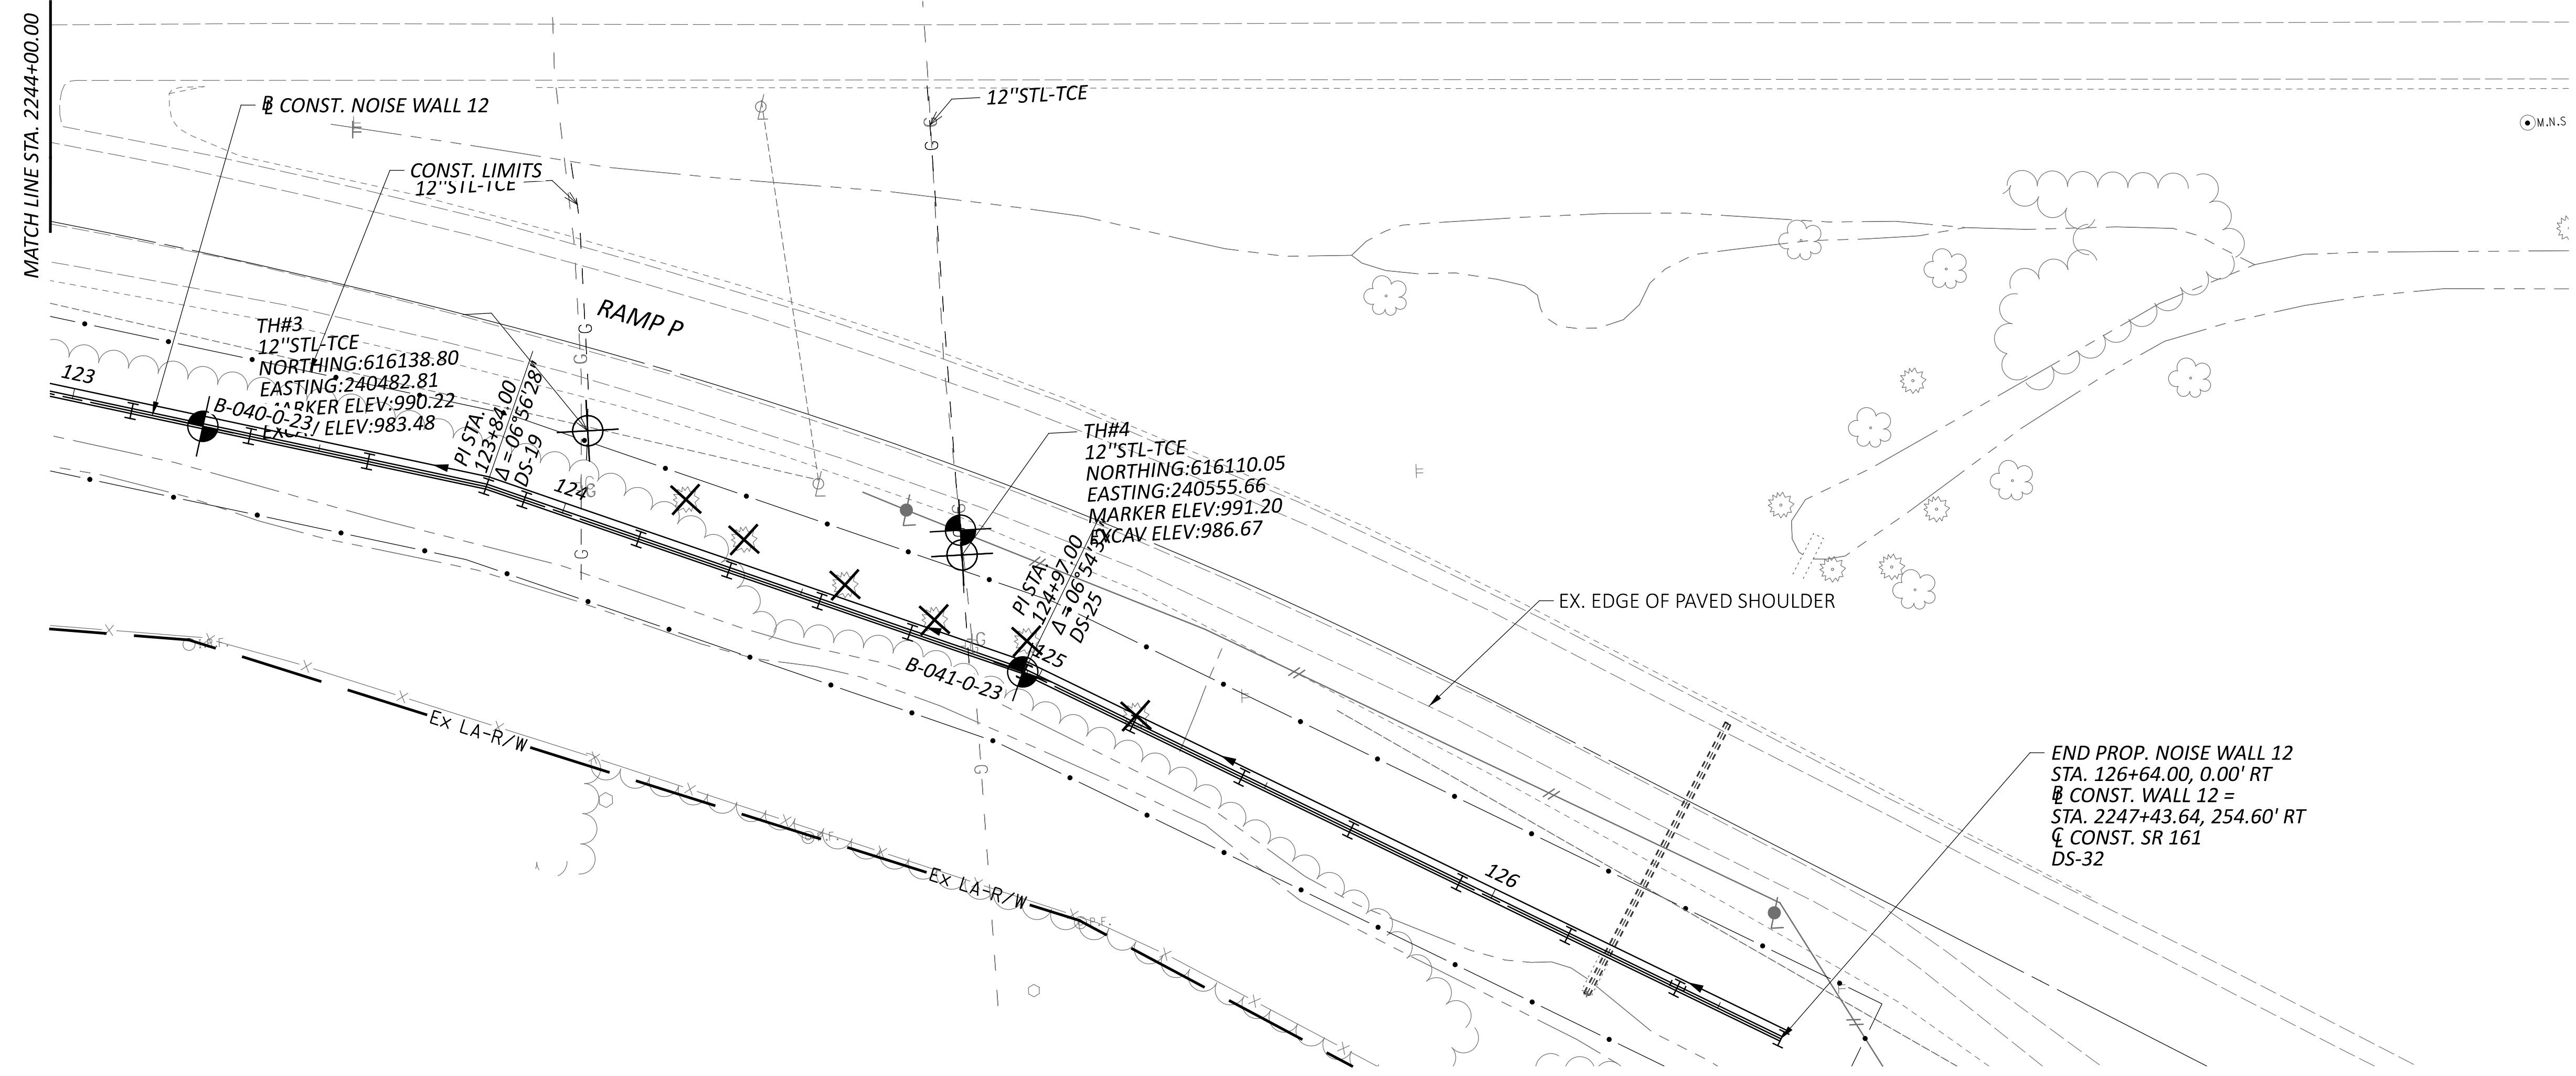 MATCH LINE STA. 2244+00.00
BL CONST. NOISE WALL 12
12"STL-TCE
M.N.S
CONST. LIMITS
12"STL-TCE
RAMP P
TH#3
12"STL-TCE
NORTHING:616138.80
EASTING:240482.81
MARKER ELEV:990.22
EXCAV ELEV:983.48
123
B-040-0-23
PI STA.
123+84.00
Δ = 06°56'28"
DS-19
124
G
G
G
G
G
G
G
G
TH#4
12"STL-TCE
NORTHING:616110.05
EASTING:240555.66
MARKER ELEV:991.20
EXCAV ELEV:986.67
PI STA.
124+97.00
Δ = 06°54'32"
DS-25
125
B-041-0-23
EX. EDGE OF PAVED SHOULDER
Ex LA-R/W
Ex LA-R/W
126
END PROP. NOISE WALL 12
STA. 126+64.00, 0.00' RT
BL CONST. WALL 12 =
STA. 2247+43.64, 254.60' RT
CL CONST. SR 161
DS-32